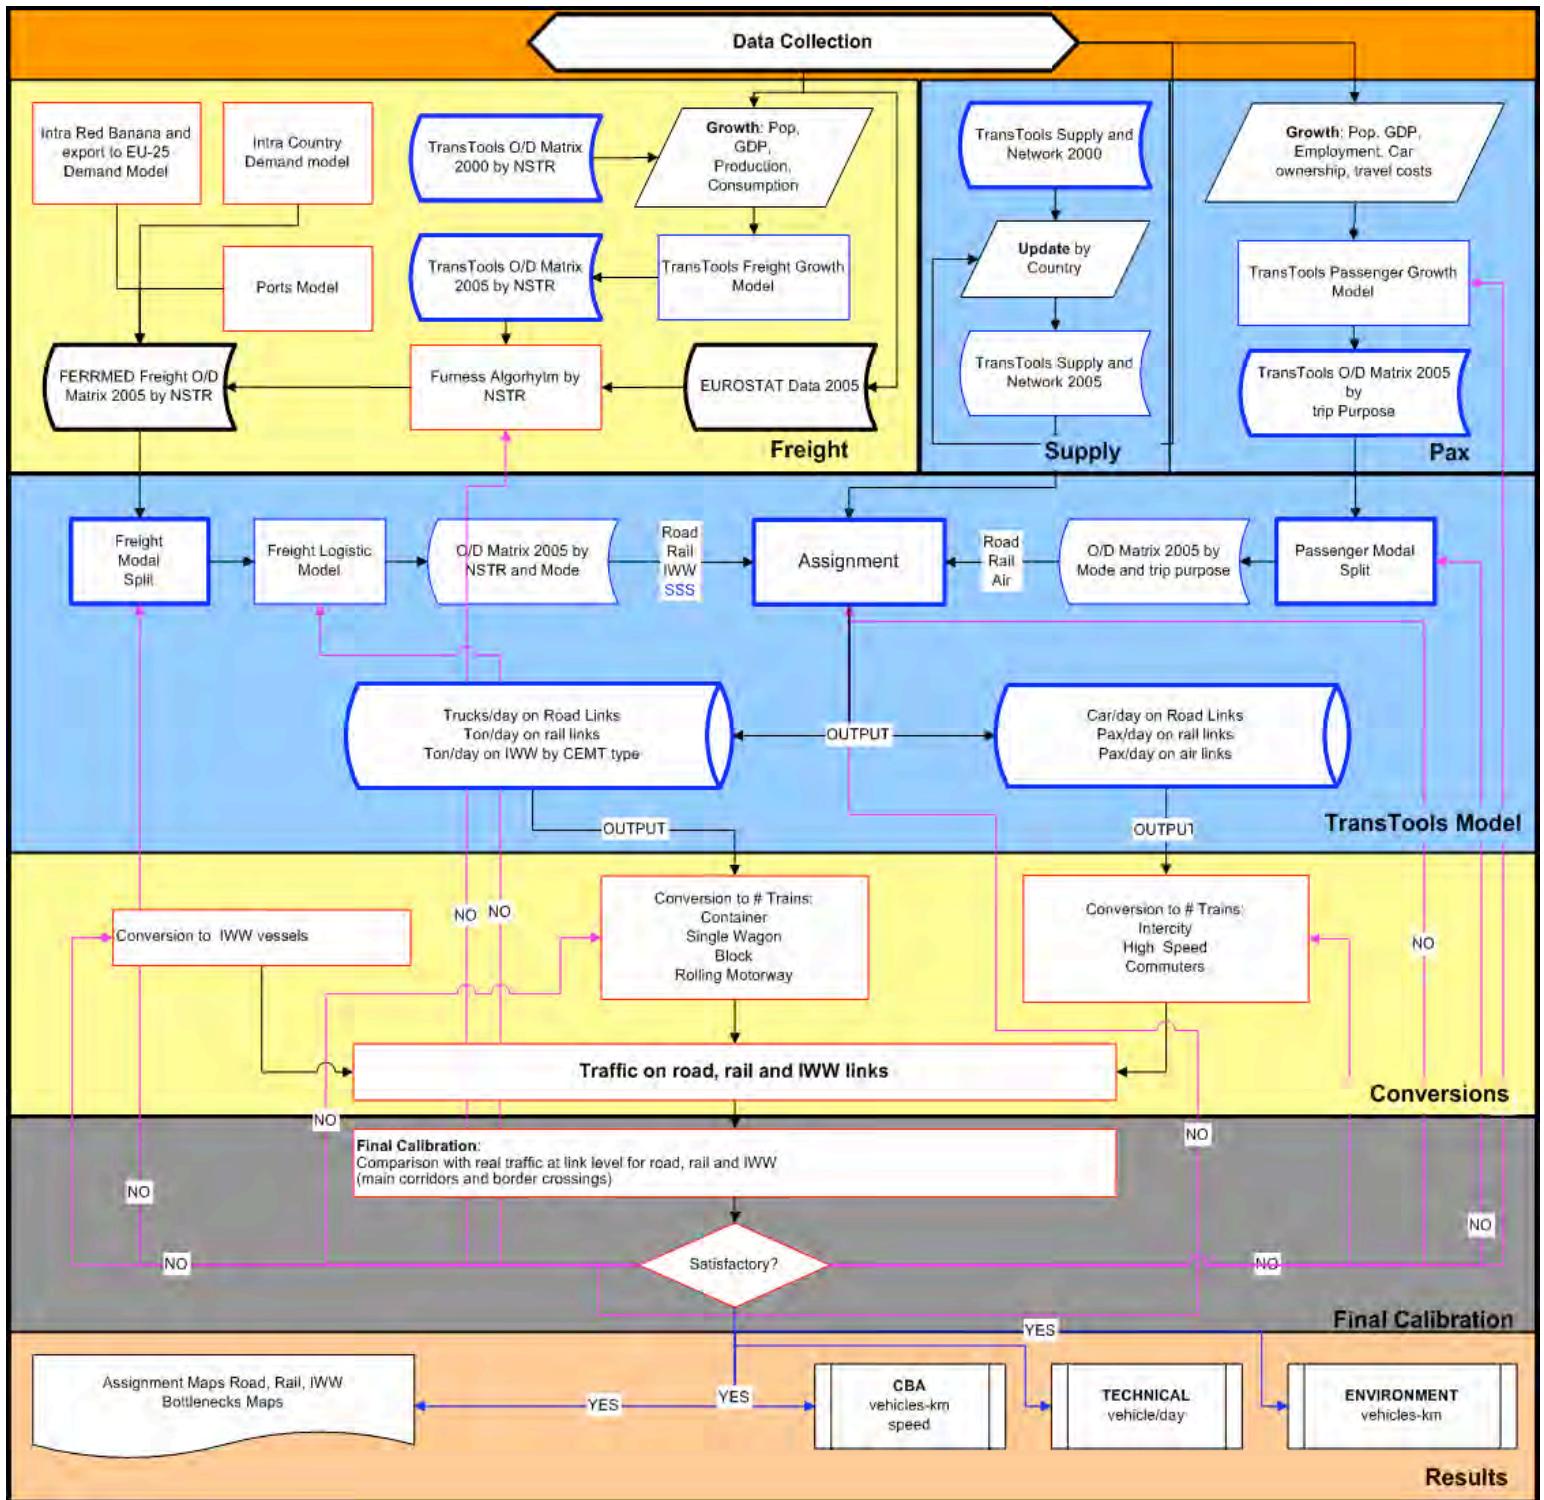 Data Collection
Intra Red Banana and
export to EU-25
Demand Model
Intra Country
Demand model
TransTools O/D Matrix
2000 by NSTR
Growth: Pop,
GDP,
Production,
Consumption
TransTools Supply and
Network 2000
Growth: Pop. GDP,
Employment. Car
ownership, travel costs
Ports Model
TransTools O/D Matrix
2005 by NSTR
TransTools Freight Growth
Model
Update by
Country
TransTools Passenger Growth
Model
FERRMED Freight O/D
Matrix 2005 by NSTR
Furness Algorhytm by
NSTR
EUROSTAT Data 2005
TransTools Supply and
Network 2005
TransTools O/D Matrix 2005
by
trip Purpose
Freight
Supply
Pax
Freight
Modal
Split
Freight Logistic
Model
O/D Matrix 2005 by
NSTR and Mode
Road
Rail
IWW
SSS
Assignment
Road
Rail
Air
O/D Matrix 2005 by
Mode and trip purpose
Passenger Modal
Split
Trucks/day on Road Links
Ton/day on rail links
Ton/day on IWW by CEMT type
OUTPUT
Car/day on Road Links
Pax/day on rail links
Pax/day on air links
OUTPUT
OUTPUT
TransTools Model
Conversion to IWW vessels
NO
NO
Conversion to # Trains:
Container
Single Wagon
Block
Rolling Motorway
Conversion to # Trains:
Intercity
High Speed
Commuters
NO
Traffic on road, rail and IWW links
Conversions
NO
NO
Final Calibration:
Comparison with real traffic at link level for road, rail and IWW
(main corridors and border crossings)
NO
NO
NO
Satisfactory?
NO
Final Calibration
YES
Assignment Maps Road, Rail, IWW
Bottlenecks Maps
YES
YES
CBA
vehicles-km
speed
TECHNICAL
vehicle/day
ENVIRONMENT
vehicles-km
Results